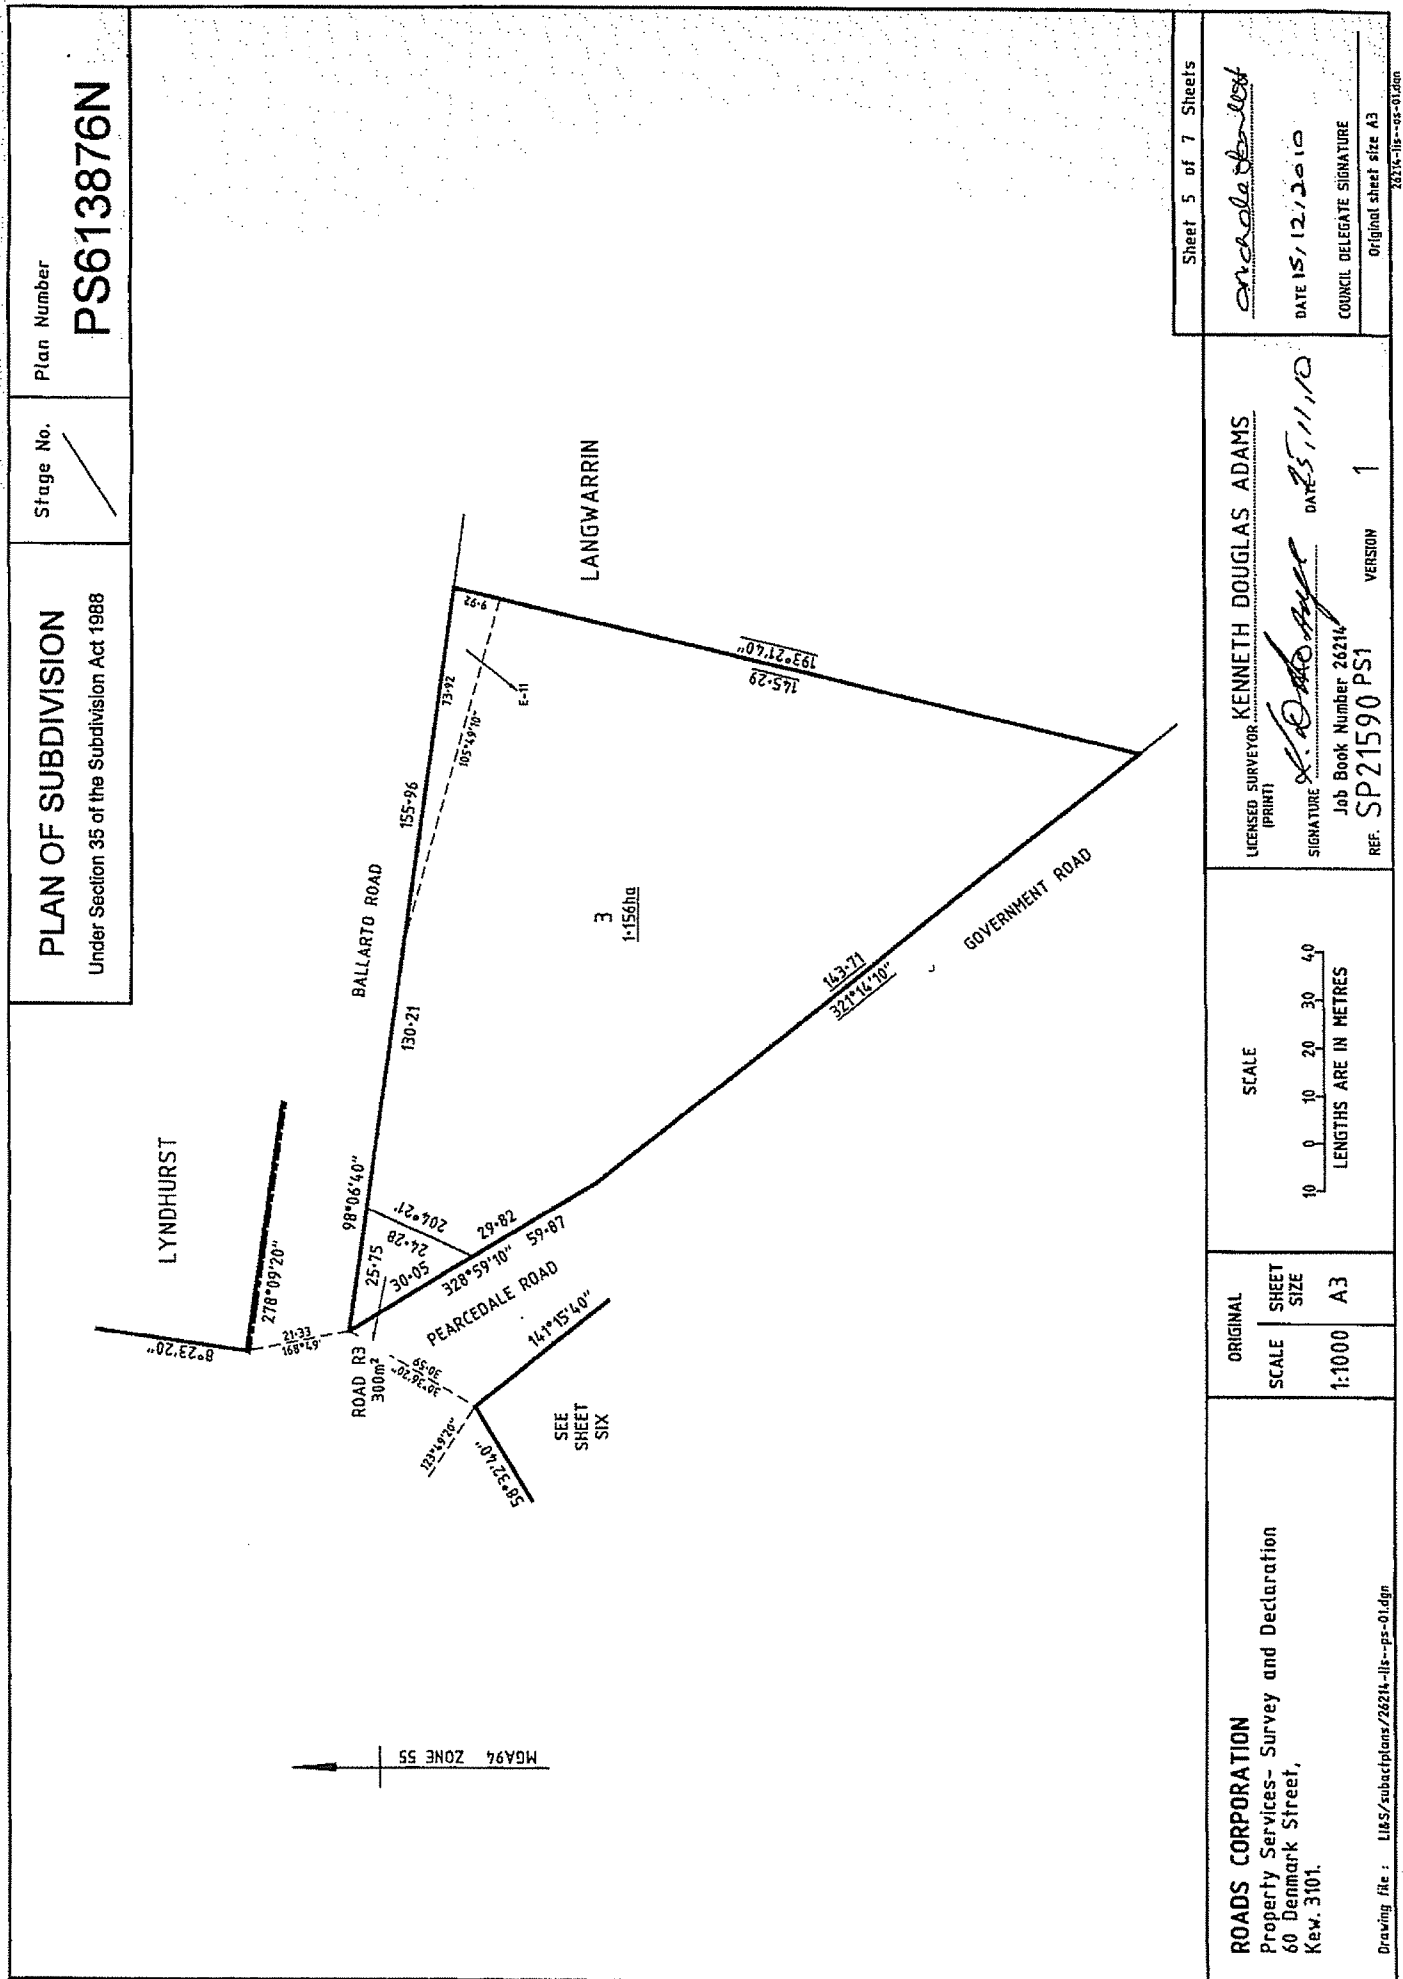 PLAN OF SUBDIVISION
Under Section 35 of the Subdivision Act 1988
Stage No.
Plan Number
PS613876N
LYNDHURST
8°23'20"
278°09'20"
21·33
168°49'
BALLARTO ROAD
98°06'40"
155·96
130·21
73·92
25·75
9·92
105°49'10"
E-11
LANGWARRIN
ROAD R3
300m²
30·05
24·28
204°21'
29·82
59·87
328°59'10"
PEARCEDALE ROAD
30·59
30°36'20"
123°49'20"
141°15'40"
58°32'40"
SEE
SHEET
SIX
3
1·156ha
145·29
193°21'40"
143·71
321°14'10"
GOVERNMENT ROAD
MGA94 ZONE 55
Sheet 5 of 7 Sheets
ROADS CORPORATION
Property Services- Survey and Declaration
60 Denmark Street,
Kew. 3101.
Drawing file : LI&S/subactplans/26214-lis--ps-01.dgn
ORIGINAL
SCALE
SHEET SIZE
1:1000
A3
SCALE
10 0 10 20 30 40
LENGTHS ARE IN METRES
LICENSED SURVEYOR KENNETH DOUGLAS ADAMS
(PRINT)
SIGNATURE DATE 25,11,10
Job Book Number 26214
REF. SP21590 PS1 VERSION 1
DATE 15,12,2010
COUNCIL DELEGATE SIGNATURE
Original sheet size A3
26214-lis--os-01.dgn